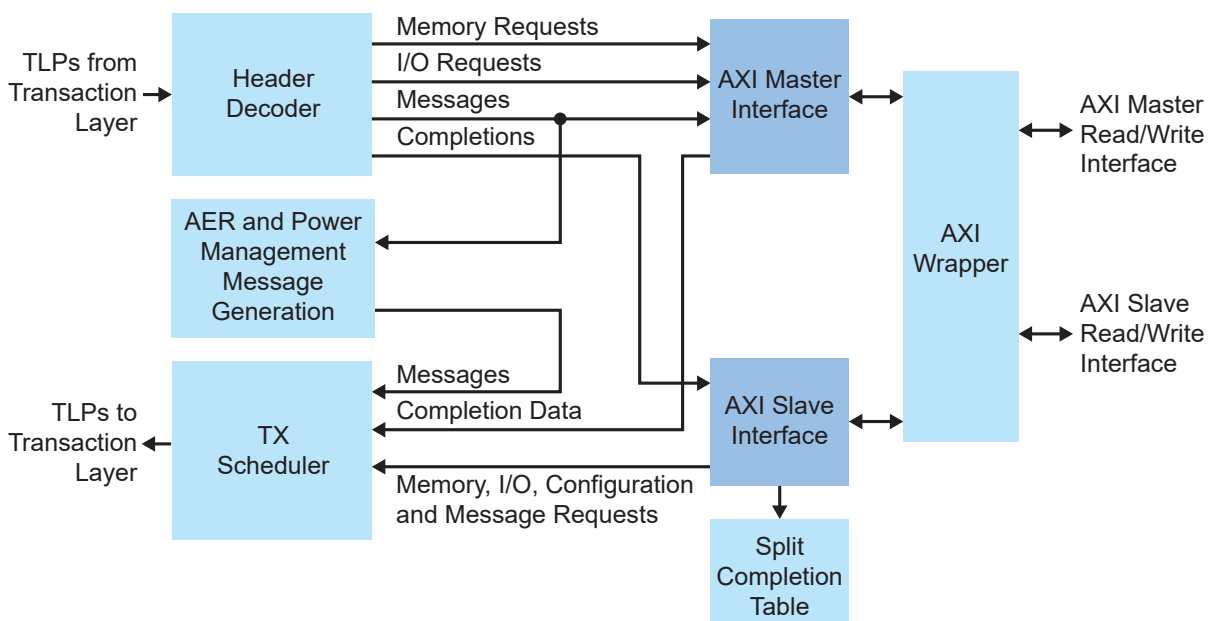 TLPs from
Transaction
Layer
Header
Decoder
Memory Requests
I/O Requests
Messages
Completions
AXI Master
Interface
AER and Power
Management
Message
Generation
AXI
Wrapper
AXI Master
Read/Write
Interface
AXI Slave
Read/Write
Interface
TLPs to
Transaction
Layer
TX
Scheduler
Messages
Completion Data
Memory, I/O, Configuration
and Message Requests
AXI Slave
Interface
Split
Completion
Table